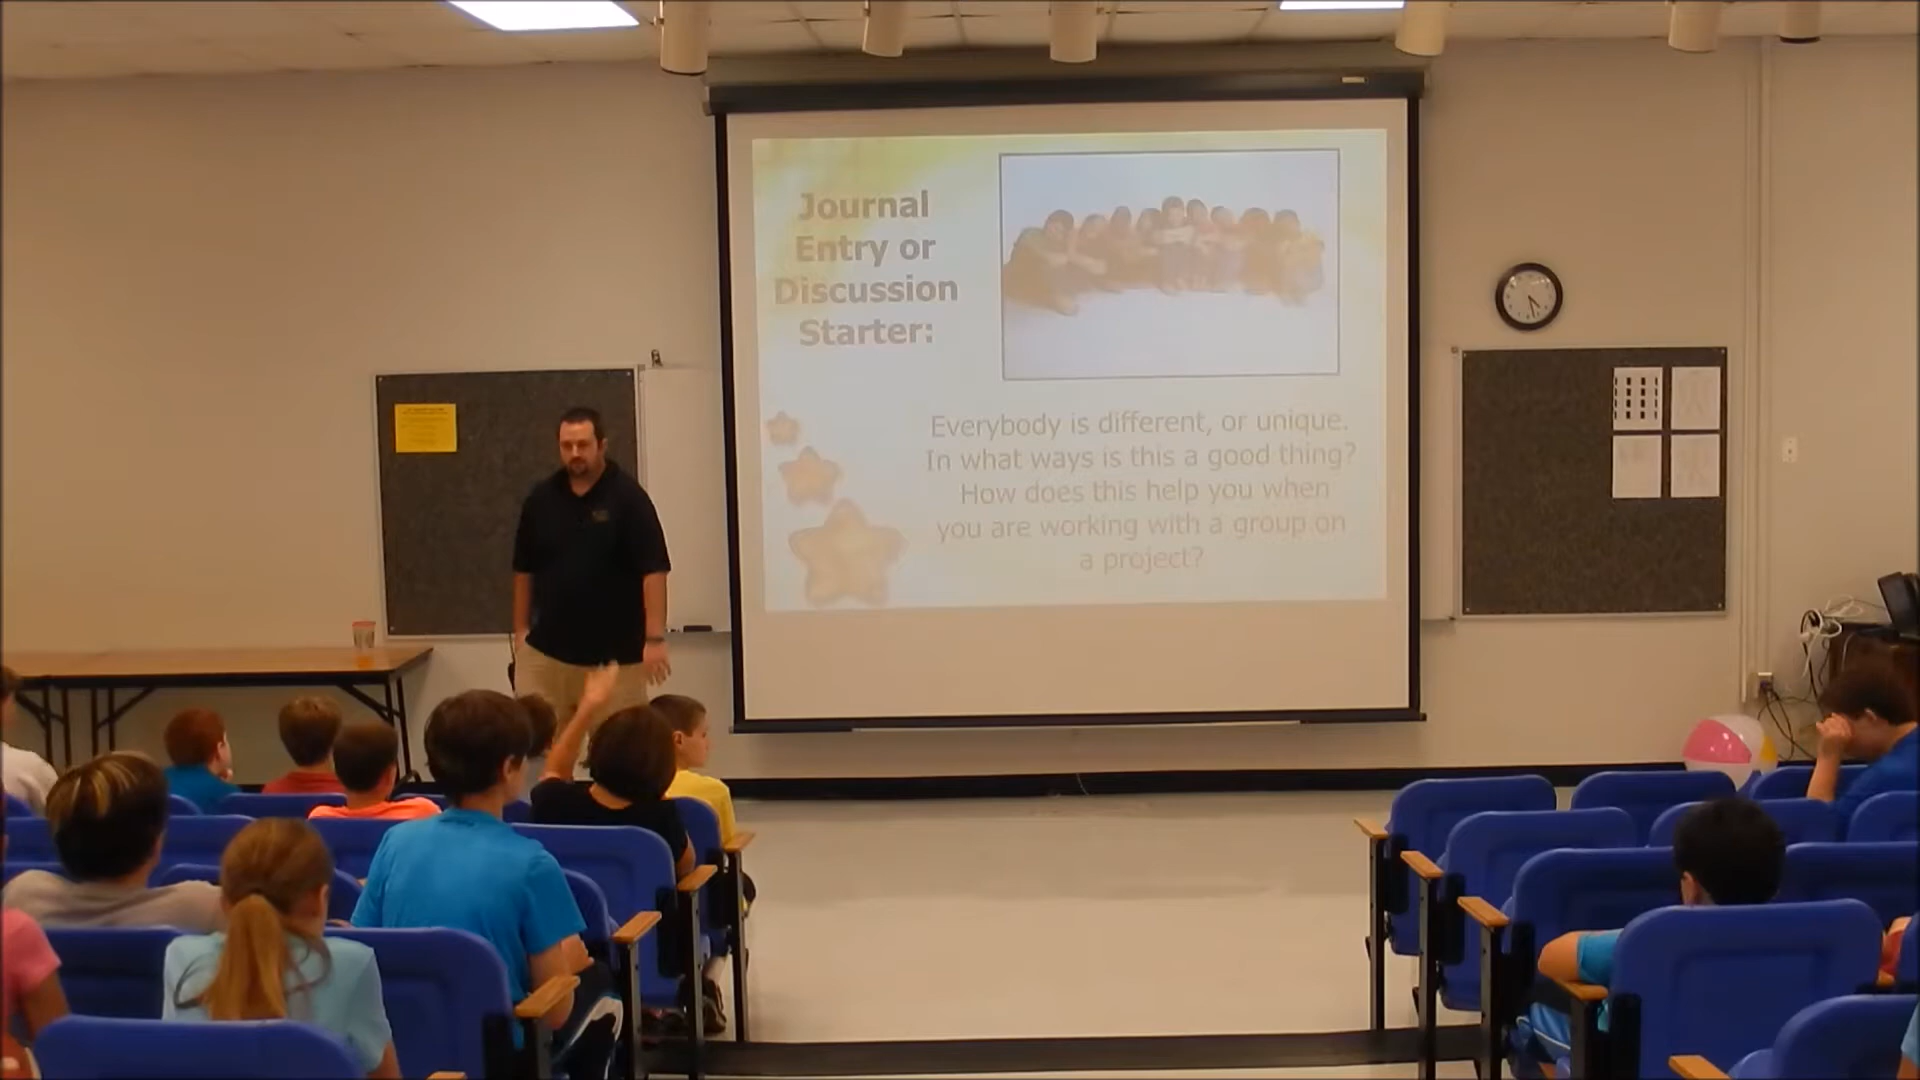 Journal
Entry or
Discussion
Starter:
Everybody is different, or unique.
In what ways is this a good thing?
How does this help you when
you are working with a group on
a project?